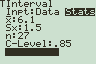 TInterval
Inpt:Data Stats
x̄:6.1
Sx:1.5
n:27
C-Level:.85